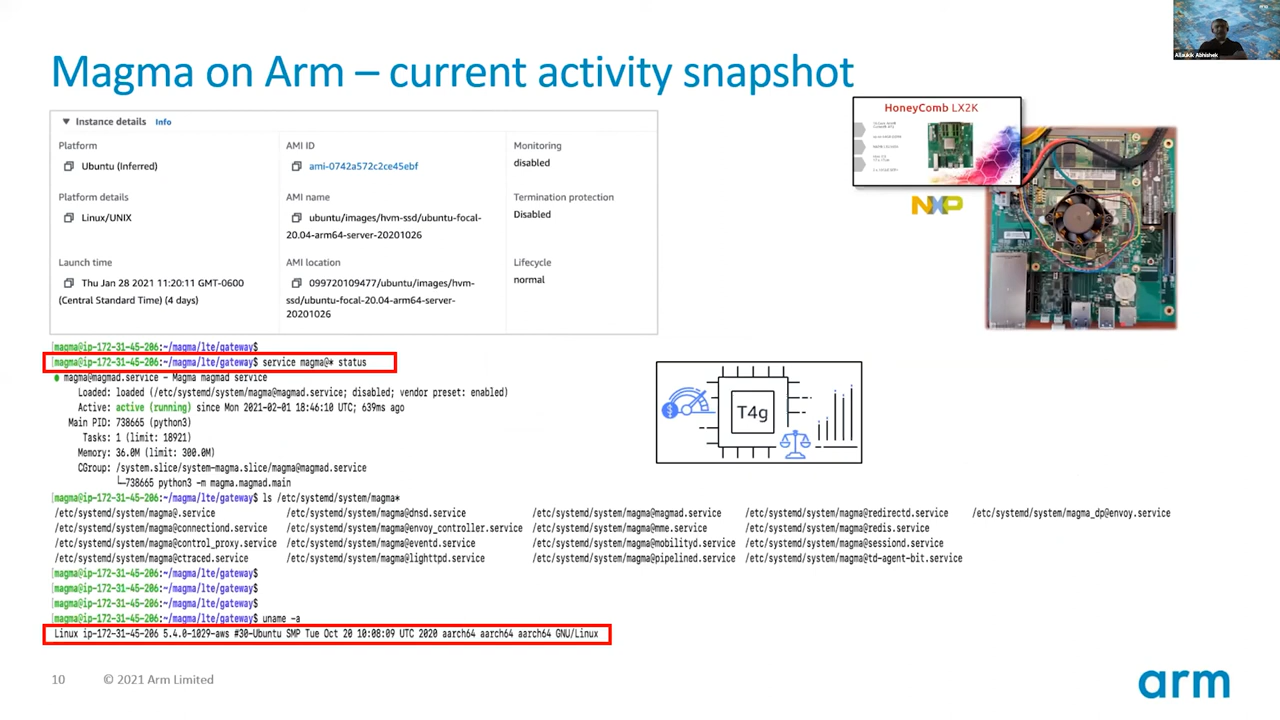 Magma on Arm – current activity snapshot
Allaukik Abhishek
▼ Instance details Info
Platform
Ubuntu (Inferred)
Platform details
Linux/UNIX
Launch time
Thu Jan 28 2021 11:20:11 GMT-0600
(Central Standard Time) (4 days)
AMI ID
ami-0742a572c2ce45ebf
AMI name
ubuntu/images/hvm-ssd/ubuntu-focal-
20.04-arm64-server-20201026
AMI location
099720109477/ubuntu/images/hvm-
ssd/ubuntu-focal-20.04-arm64-server-
20201026
Monitoring
disabled
Termination protection
Disabled
Lifecycle
normal
HoneyComb LX2K
NXP
T4g
[magma@ip-172-31-45-206:~/magma/lte/gateway$
[magma@ip-172-31-45-206:~/magma/lte/gateway$ service magma@* status
● magma@magmad.service - Magma magmad service
Loaded: loaded (/etc/systemd/system/magma@magmad.service; disabled; vendor preset: enabled)
Active: active (running) since Mon 2021-02-01 18:46:10 UTC; 639ms ago
Main PID: 738665 (python3)
Tasks: 1 (limit: 18921)
Memory: 36.0M (limit: 300.0M)
CGroup: /system.slice/system-magma.slice/magma@magmad.service
└─738665 python3 -m magma.magmad.main
[magma@ip-172-31-45-206:~/magma/lte/gateway$ ls /etc/systemd/system/magma*
/etc/systemd/system/magma@.service /etc/systemd/system/magma@dnsd.service /etc/systemd/system/magma@magmad.service /etc/systemd/system/magma@redirectd.service /etc/systemd/system/magma_dp@envoy.service
/etc/systemd/system/magma@connectiond.service /etc/systemd/system/magma@envoy_controller.service /etc/systemd/system/magma@mme.service /etc/systemd/system/magma@redis.service
/etc/systemd/system/magma@control_proxy.service /etc/systemd/system/magma@eventd.service /etc/systemd/system/magma@mobilityd.service /etc/systemd/system/magma@sessiond.service
/etc/systemd/system/magma@ctraced.service /etc/systemd/system/magma@lighttpd.service /etc/systemd/system/magma@pipelined.service /etc/systemd/system/magma@td-agent-bit.service
[magma@ip-172-31-45-206:~/magma/lte/gateway$
[magma@ip-172-31-45-206:~/magma/lte/gateway$
[magma@ip-172-31-45-206:~/magma/lte/gateway$
[magma@ip-172-31-45-206:~/magma/lte/gateway$ uname -a
Linux ip-172-31-45-206 5.4.0-1029-aws #30-Ubuntu SMP Tue Oct 20 10:08:09 UTC 2020 aarch64 aarch64 aarch64 GNU/Linux
10 © 2021 Arm Limited
arm